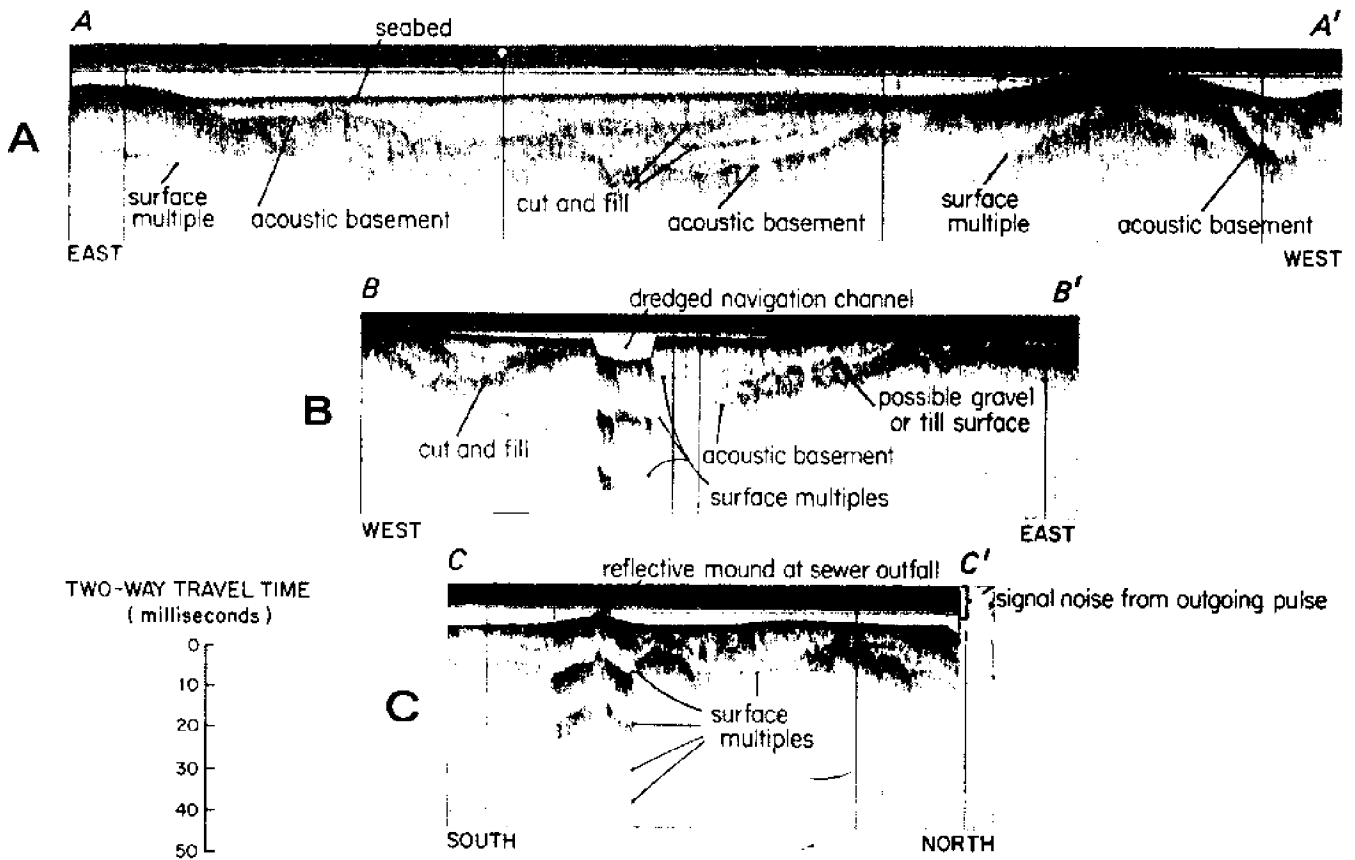 A
A'
seabed
A
surface
multiple
acoustic basement
cut and fill
acoustic basement
surface
multiple
acoustic basement
EAST
WEST
B
B'
dredged navigation channel
B
possible gravel
or till surface
cut and fill
acoustic basement
surface multiples
WEST
EAST
C
C'
reflective mound at sewer outfall
signal noise from outgoing pulse
TWO-WAY TRAVEL TIME
(milliseconds)
0
10
20
30
40
50
C
surface
multiples
SOUTH
NORTH